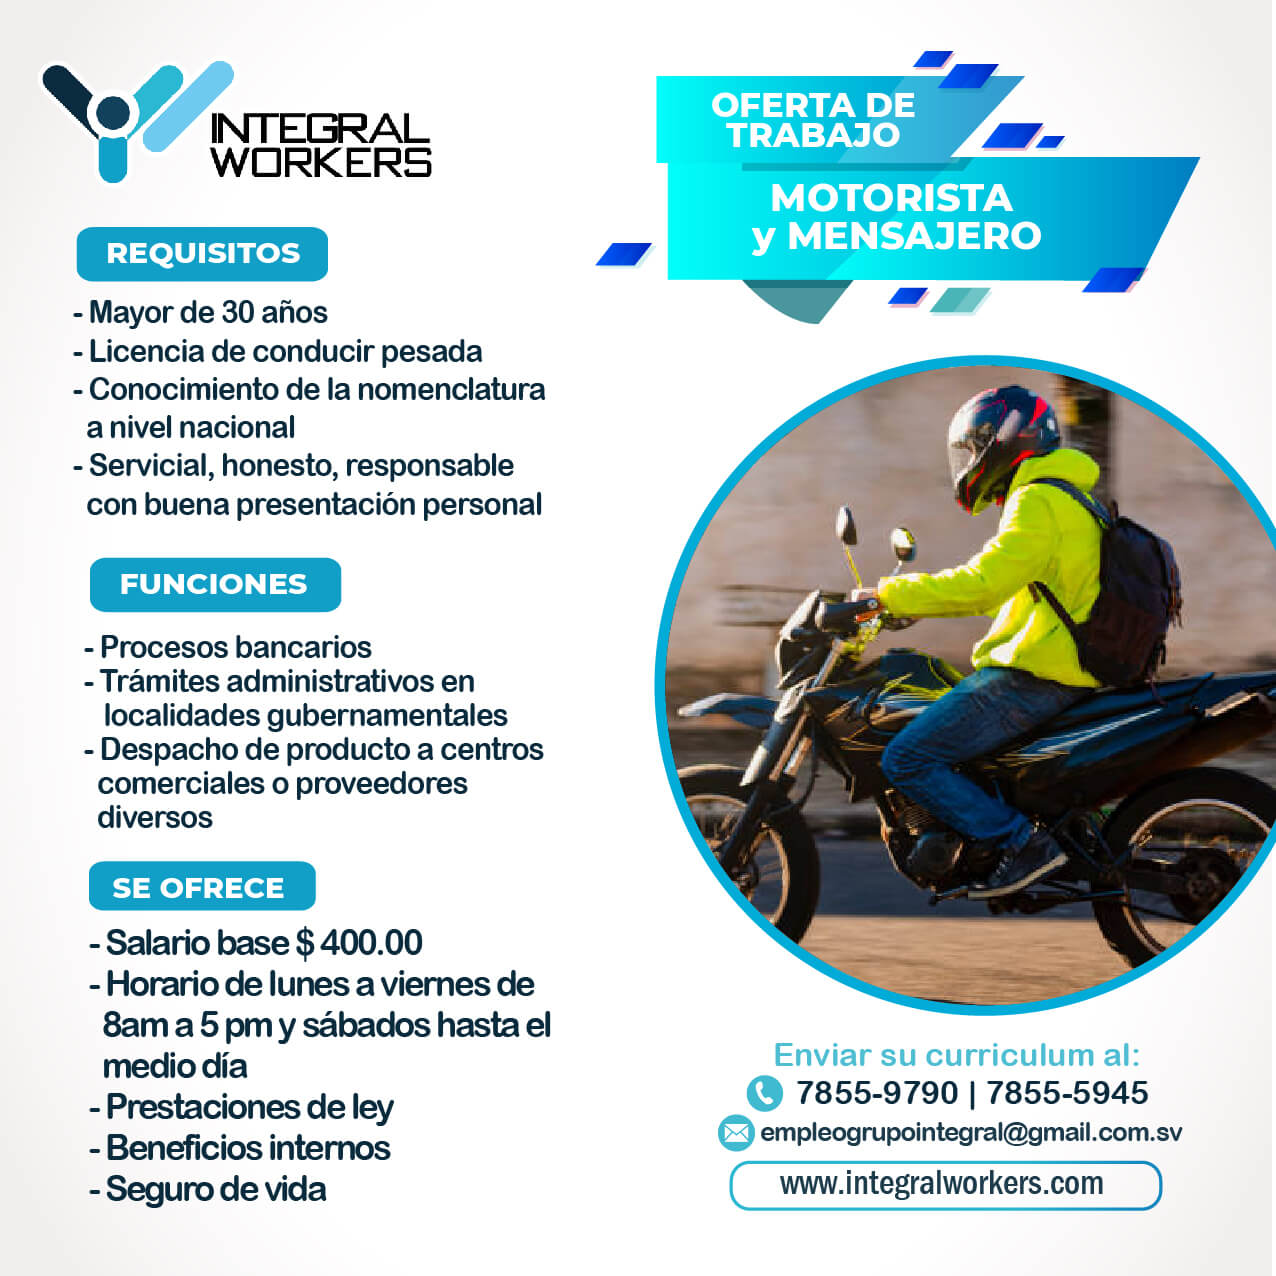 INTEGRAL
WORKERS
OFERTA DE
TRABAJO
MOTORISTA
y MENSAJERO
REQUISITOS
- Mayor de 30 años
- Licencia de conducir pesada
- Conocimiento de la nomenclatura
a nivel nacional
- Servicial, honesto, responsable
con buena presentación personal
FUNCIONES
- Procesos bancarios
- Trámites administrativos en
localidades gubernamentales
- Despacho de producto a centros
comerciales o proveedores
diversos
SE OFRECE
- Salario base $ 400.00
- Horario de lunes a viernes de
8am a 5 pm y sábados hasta el
medio día
- Prestaciones de ley
- Beneficios internos
- Seguro de vida
Enviar su curriculum al:
7855-9790 | 7855-5945
empleogrupointegral@gmail.com.sv
www.integralworkers.com